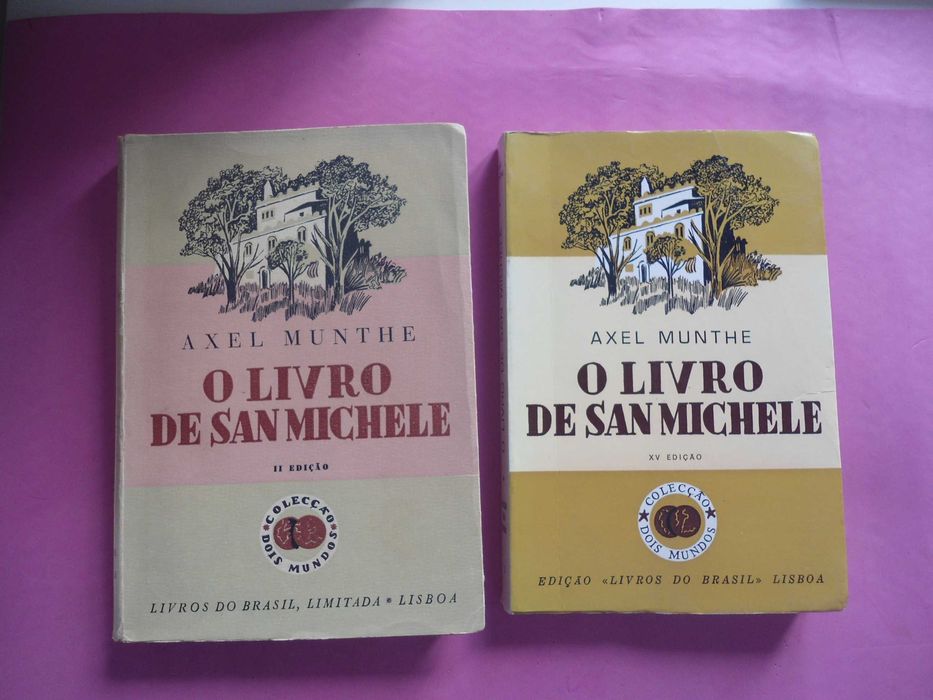 AXEL MUNTHE
O LIVRO
DE SAN MICHELE
II EDIÇÃO
COLECÇÃO
DOIS MUNDOS
LIVROS DO BRASIL, LIMITADA * LISBOA
AXEL MUNTHE
O LIVRO
DE SAN MICHELE
XV EDIÇÃO
COLECÇÃO
DOIS MUNDOS
EDIÇÃO «LIVROS DO BRASIL» LISBOA